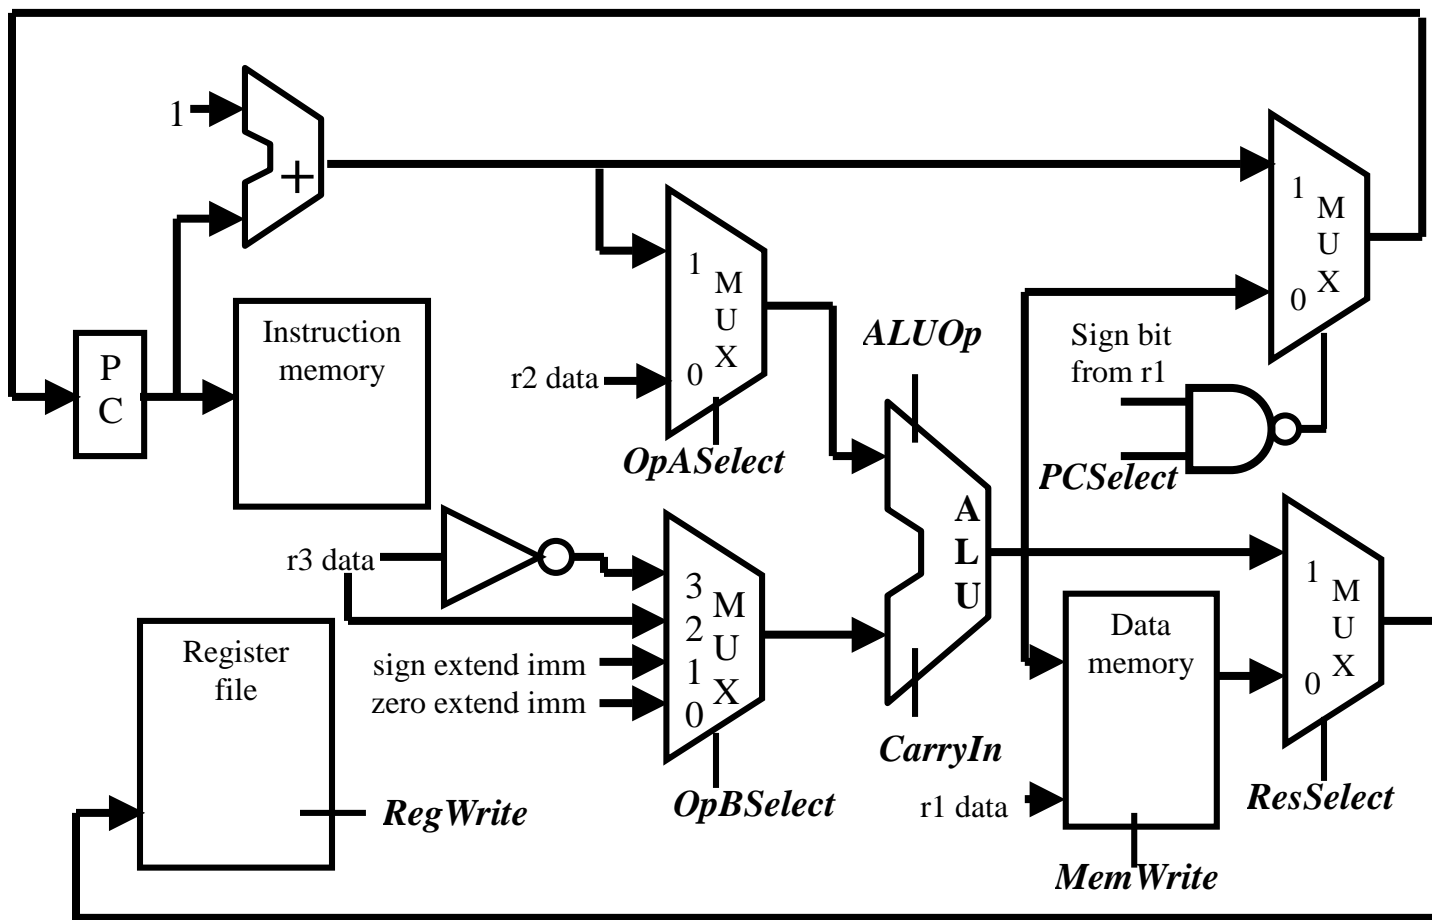 1
+
1
M
U
X
0
1
M
U
X
0
Instruction
memory
P
C
r2 data
OpASelect
ALUOp
Sign bit
from r1
PCSelect
r3 data
3
2
1
0
M
U
X
sign extend imm
zero extend imm
OpBSelect
A
L
U
CarryIn
Register
file
RegWrite
Data
memory
r1 data
MemWrite
1
M
U
X
0
ResSelect